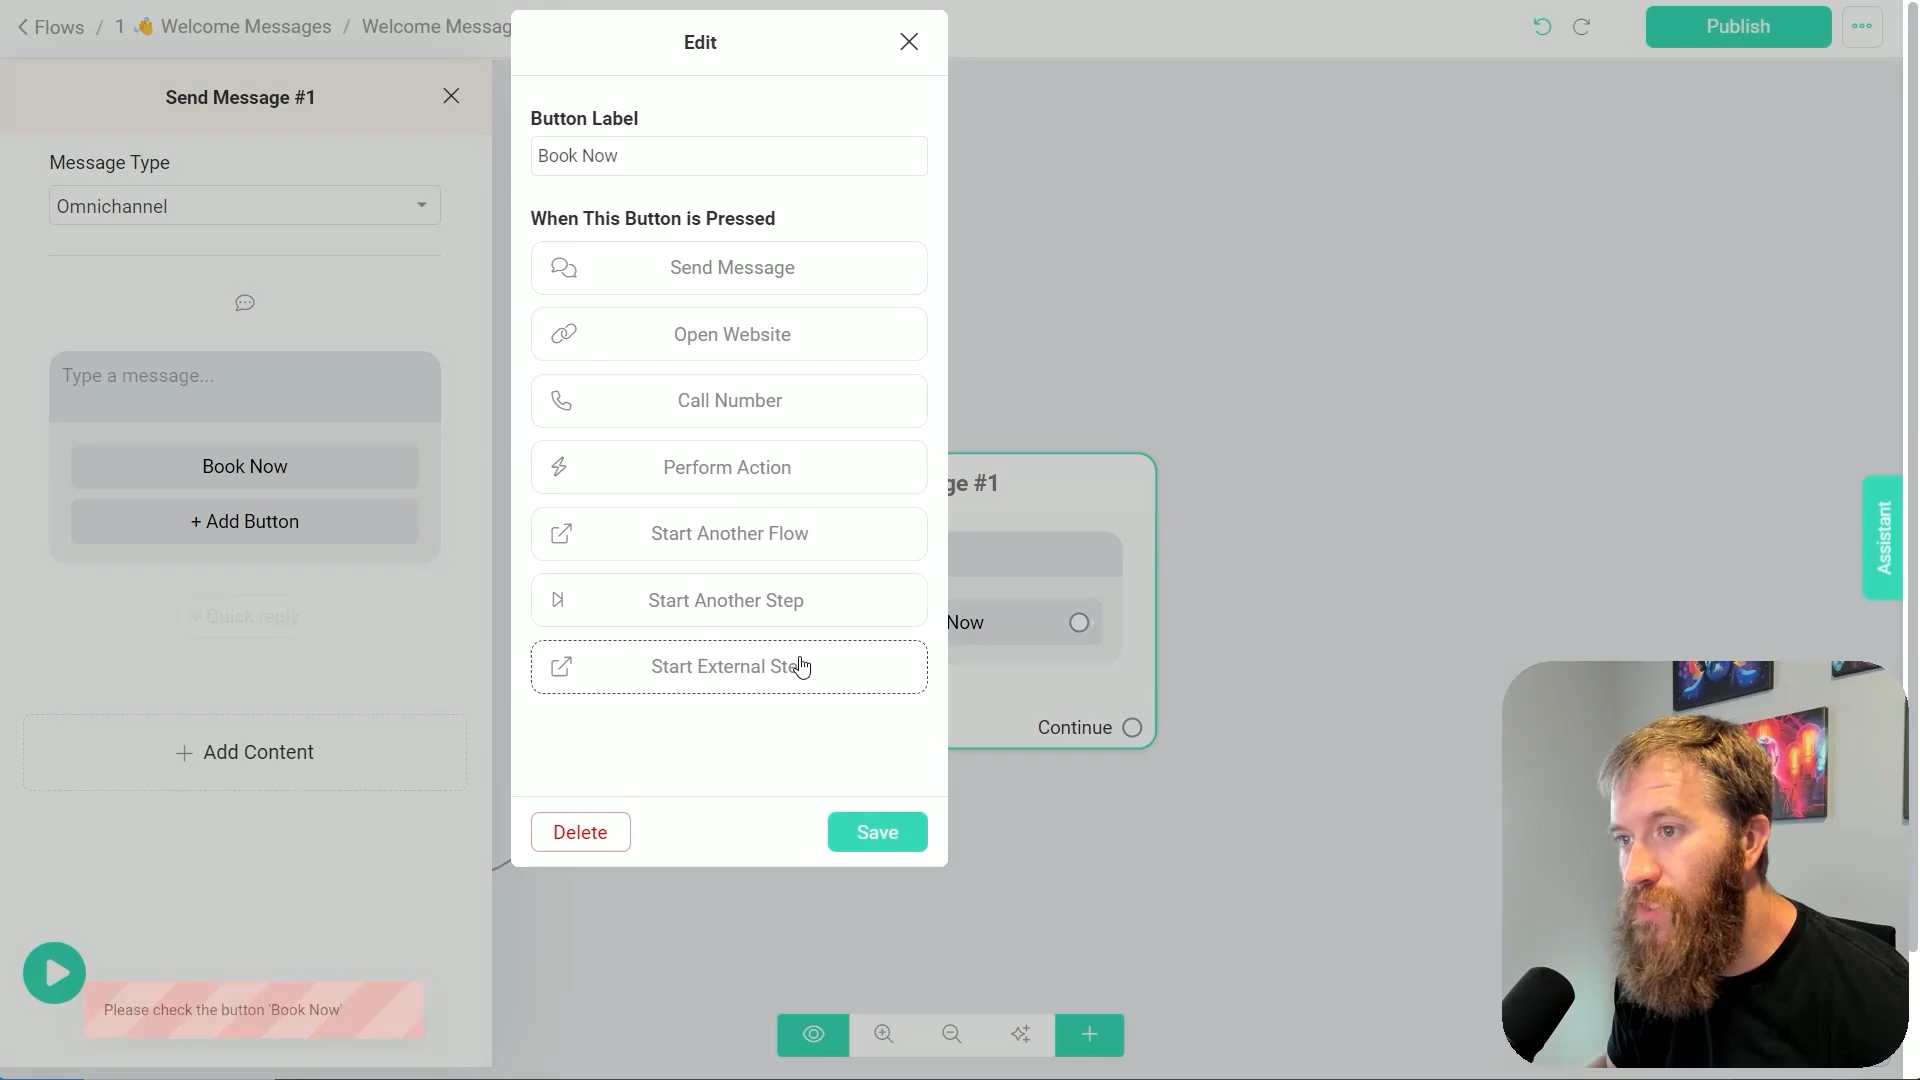 Flows / 1 👋 Welcome Messages / Welcome Messag
Publish
Send Message #1
Message Type
Omnichannel
Type a message...
Book Now
+ Add Button
+ Quick reply
+ Add Content
Please check the button 'Book Now'
Edit
Button Label
Book Now
When This Button is Pressed
Send Message
Open Website
Call Number
Perform Action
Start Another Flow
Start Another Step
Start External Ste
Delete
Save
ge #1
Now
Continue
Assistant